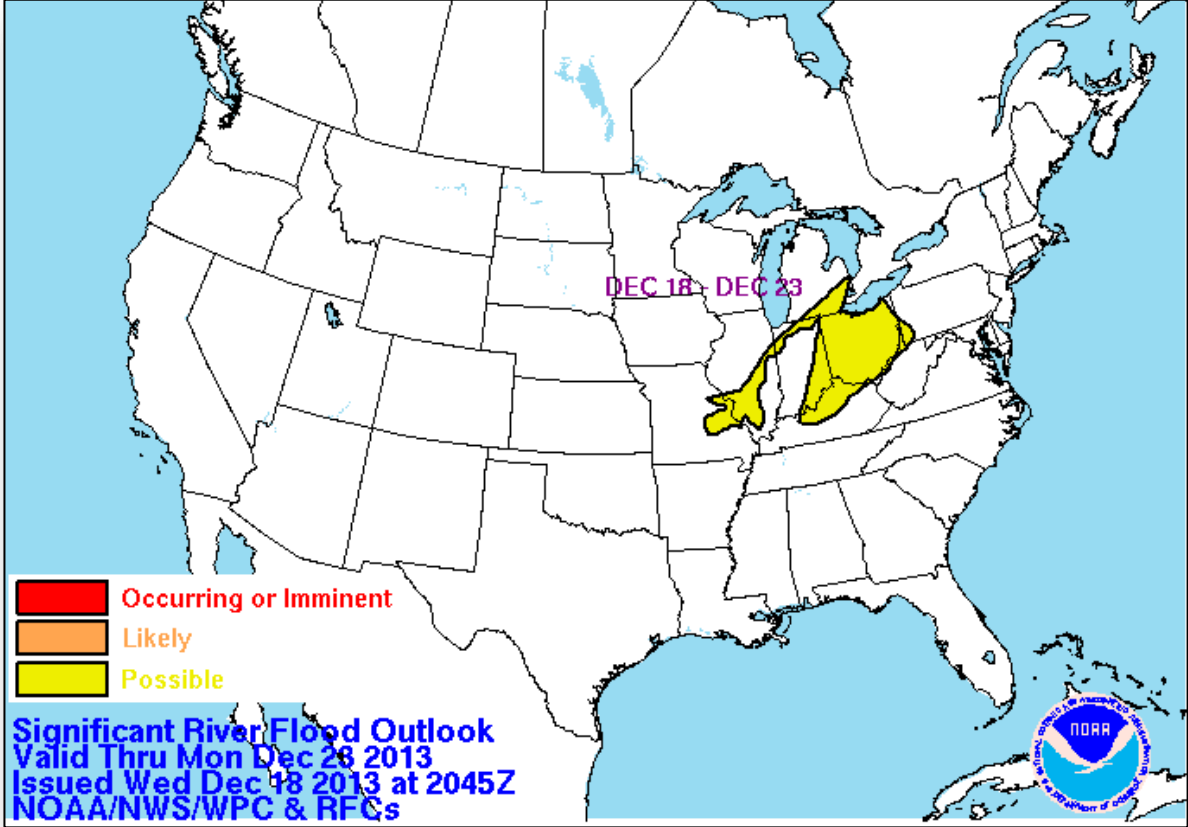 DEC 18 - DEC 23
Occurring or Imminent
Likely
Possible
Significant River Flood Outlook
Valid Thru Mon Dec 23 2013
Issued Wed Dec 18 2013 at 2045Z
NOAA/NWS/WPC & RFCs
NOAA